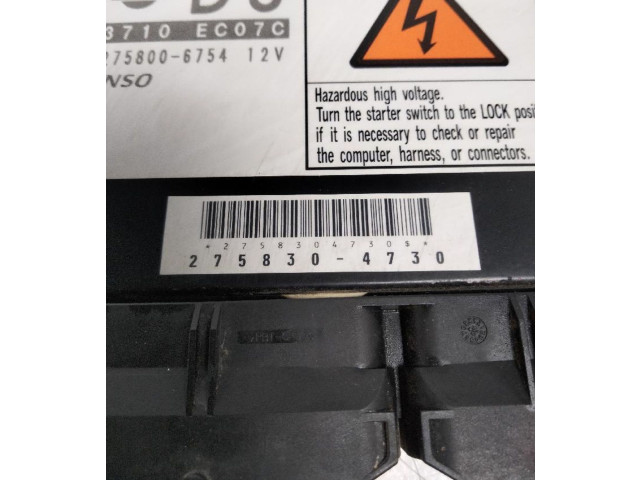 3710 EC07C
275800-6754 12V
NSO
Hazardous high voltage.
Turn the starter switch to the LOCK posi
if it is necessary to check or repair
the computer, harness, or connectors.
*2758304730$*
275830-4730